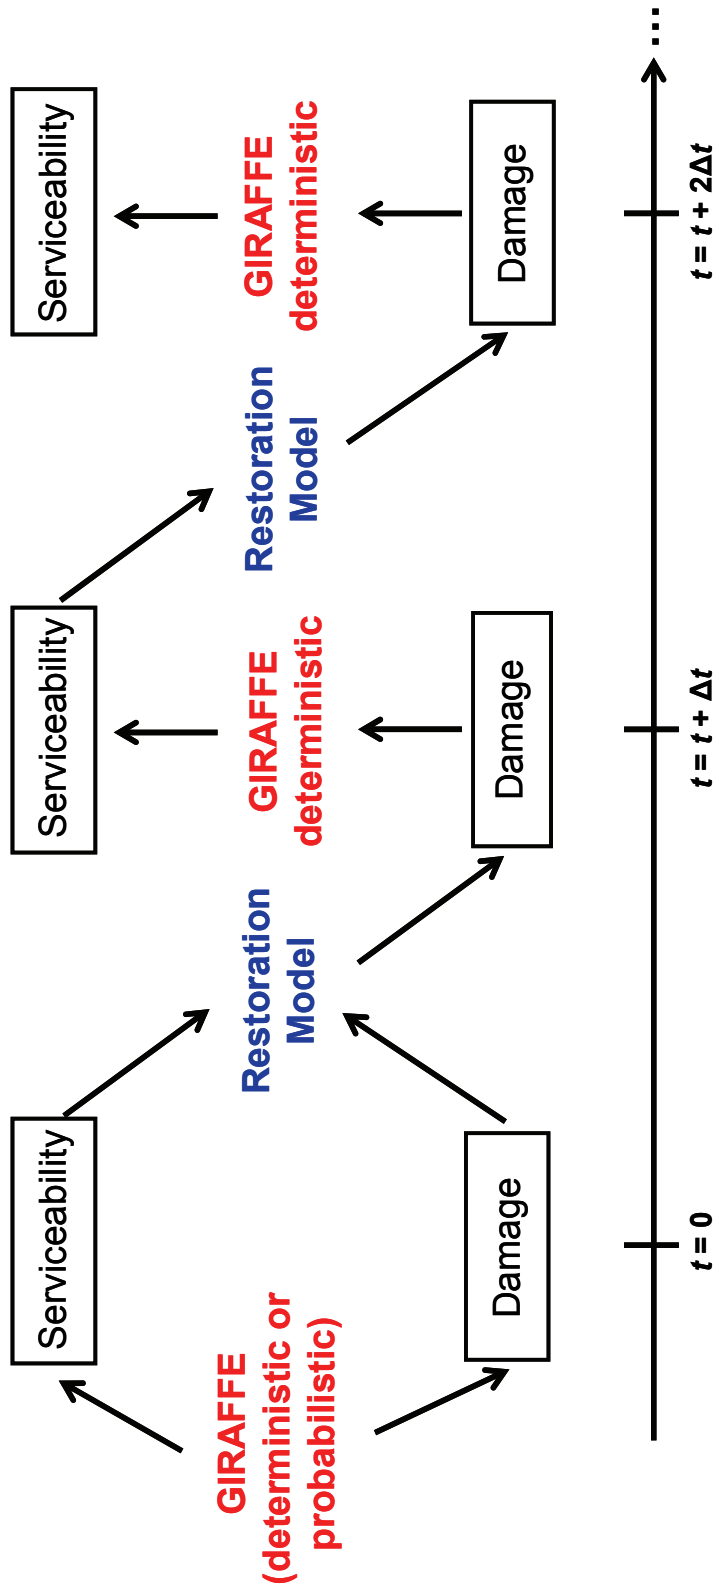 Serviceability
Serviceability
Serviceability
GIRAFFE
(deterministic or
probabilistic)
Restoration
Model
GIRAFFE
deterministic
Restoration
Model
GIRAFFE
deterministic
Damage
Damage
Damage
t = 0
t = t + Δt
t = t + 2Δt
...